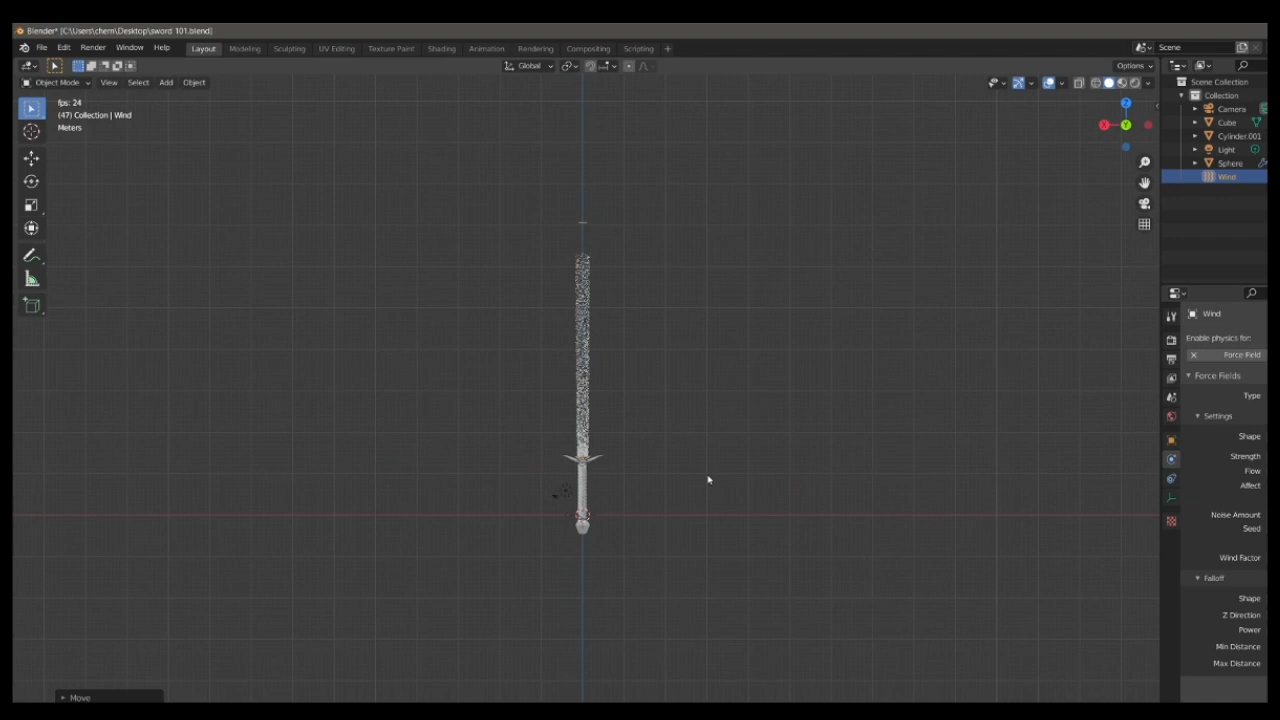 Blender* [C:\Users\chern\Desktop\sword 101.blend]
File Edit Render Window Help Layout Modeling Sculpting UV Editing Texture Paint Shading Animation Rendering Compositing Scripting + Scene
Global Options
Object Mode View Select Add Object
fps: 24
(47) Collection | Wind
Meters
Z
X
Y
Scene Collection
Collection
Camera
Cube
Cylinder.001
Light
Sphere
Wind
Wind
Enable physics for:
Force Field
Force Fields
Type
Settings
Shape
Strength
Flow
Affect
Noise Amount
Seed
Wind Factor
Falloff
Shape
Z Direction
Power
Min Distance
Max Distance
Move